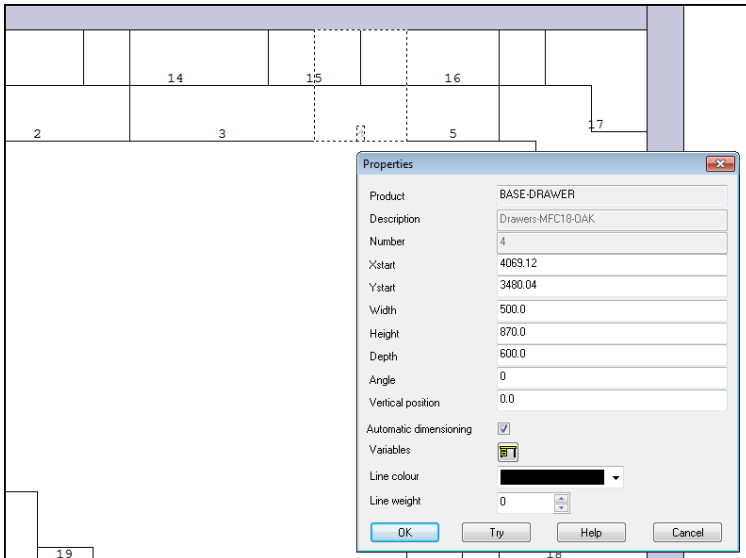 14 15 16
2 3 5 17
Properties
Product BASE-DRAWER
Description Drawers-MFC18-OAK
Number 4
Xstart 4069.12
Ystart 3480.04
Width 500.0
Height 870.0
Depth 600.0
Angle 0
Vertical position 0.0
Automatic dimensioning
Variables
Line colour
Line weight 0
OK Try Help Cancel
19 18